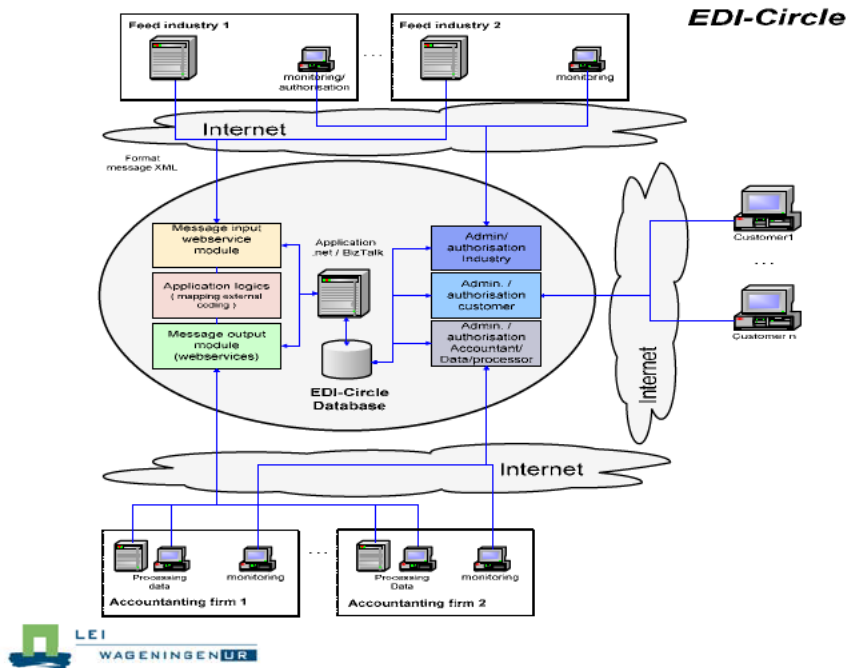 EDI-Circle
Feed industry 1
Feed industry 2
monitoring/
authorisation
...
monitoring
Internet
Format
message XML
Message input
webservice
module
Application
.net / BizTalk
Admin/
authorisation
Industry
Application logics
( mapping external
coding )
Admin. /
authorisation
customer
Message output
module
(webservices)
Admin. /
authorisation
Accountant/
Data/processor
EDI-Circle
Database
Customer1
...
Customer n
Internet
Internet
Processing
data
monitoring
...
Processing
Data
monitoring
Accountanting firm 1
Accountanting firm 2
LEI
WAGENINGEN UR